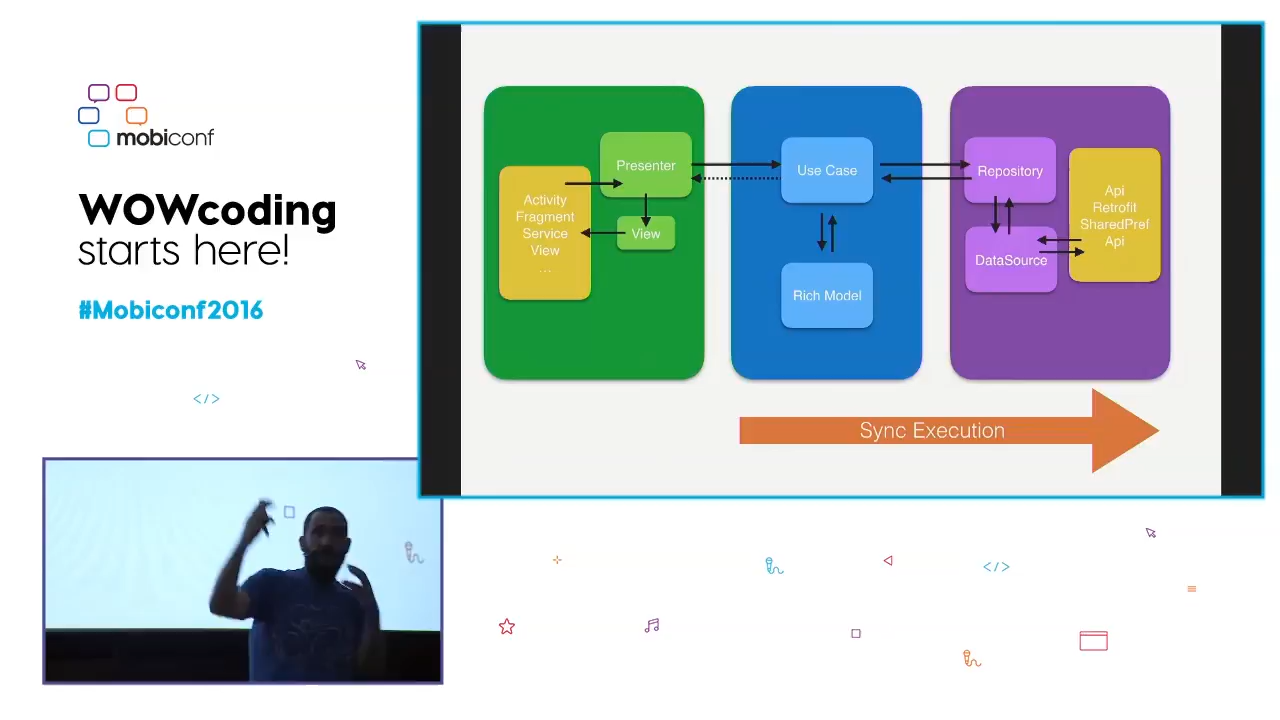 mobiconf
WOWcoding
starts here!
#Mobiconf2016
</>
Presenter
Activity
Fragment
Service
View
...
View
Use Case
Rich Model
Repository
DataSource
Api
Retrofit
SharedPref
Api
Sync Execution
</>